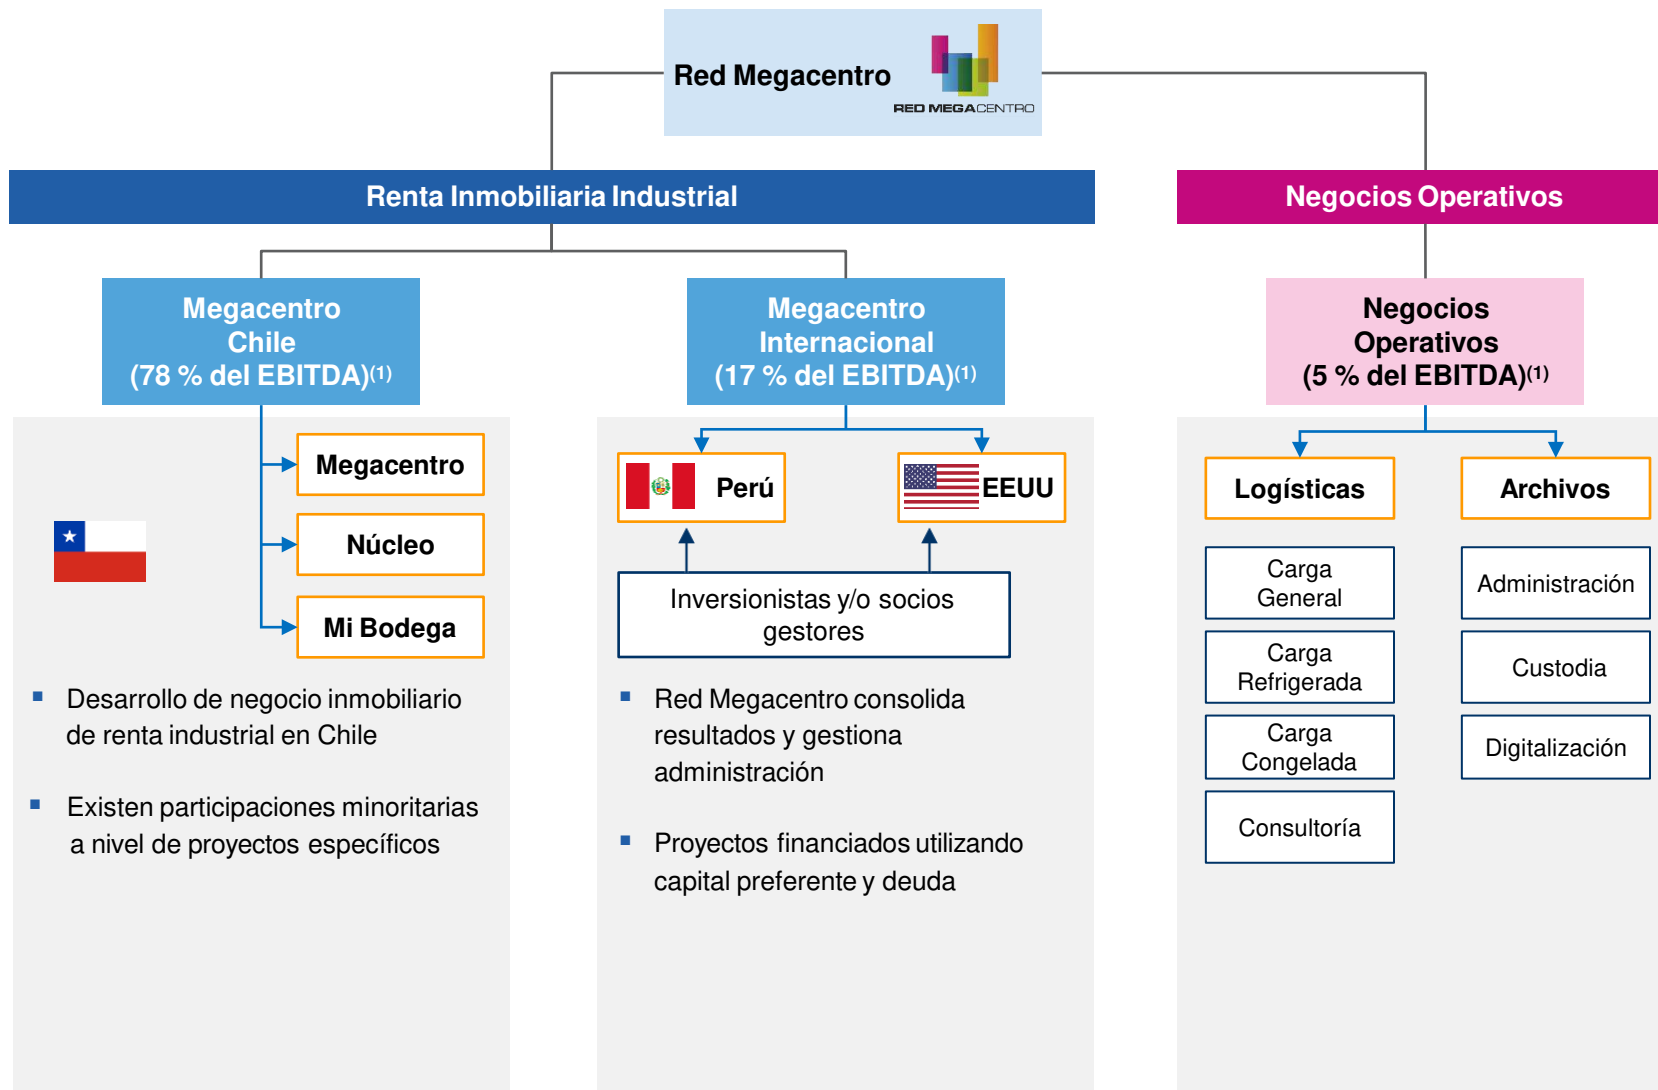 Red Megacentro
RED MEGACENTRO
Renta Inmobiliaria Industrial
Negocios Operativos
Megacentro
Chile
(78 % del EBITDA)(1)
Megacentro
Núcleo
Mi Bodega
▪ Desarrollo de negocio inmobiliario
de renta industrial en Chile
▪ Existen participaciones minoritarias
a nivel de proyectos específicos
Megacentro
Internacional
(17 % del EBITDA)(1)
Perú
EEUU
Inversionistas y/o socios
gestores
▪ Red Megacentro consolida
resultados y gestiona
administración
▪ Proyectos financiados utilizando
capital preferente y deuda
Negocios
Operativos
(5 % del EBITDA)(1)
Logísticas
Carga
General
Carga
Refrigerada
Carga
Congelada
Consultoría
Archivos
Administración
Custodia
Digitalización